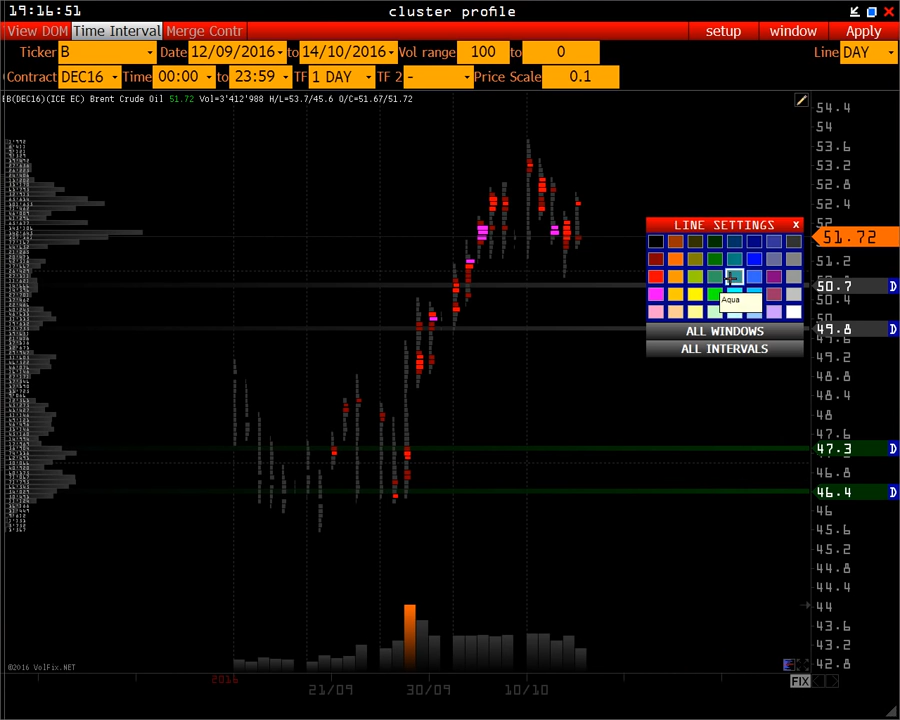 19:16:51
cluster profile
View DOM Time Interval Merge Contr
setup window Apply
Ticker B Date 12/09/2016 to 14/10/2016 Vol range 100 to 0 Line DAY
Contract DEC16 Time 00:00 to 23:59 TF 1 DAY TF 2 - Price Scale 0.1
EB(DEC16)(ICE EC) Brent Crude Oil 51.72 Vol=3'412'988 H/L=53.7/45.6 O/C=51.67/51.72
54.4
54
53.6
53.2
52.8
52.4
52
51.72
51.2
50.7 D
50.4
50
49.8 D
49.6
49.2
48.8
48.4
48
47.6
47.3 D
46.8
46.4 D
46
45.6
45.2
44.8
44.4
44
43.6
43.2
42.8
LINE SETTINGS x
Aqua
ALL WINDOWS
ALL INTERVALS
©2016 VolFix.NET
FIX
2016
21/09 30/09 10/10